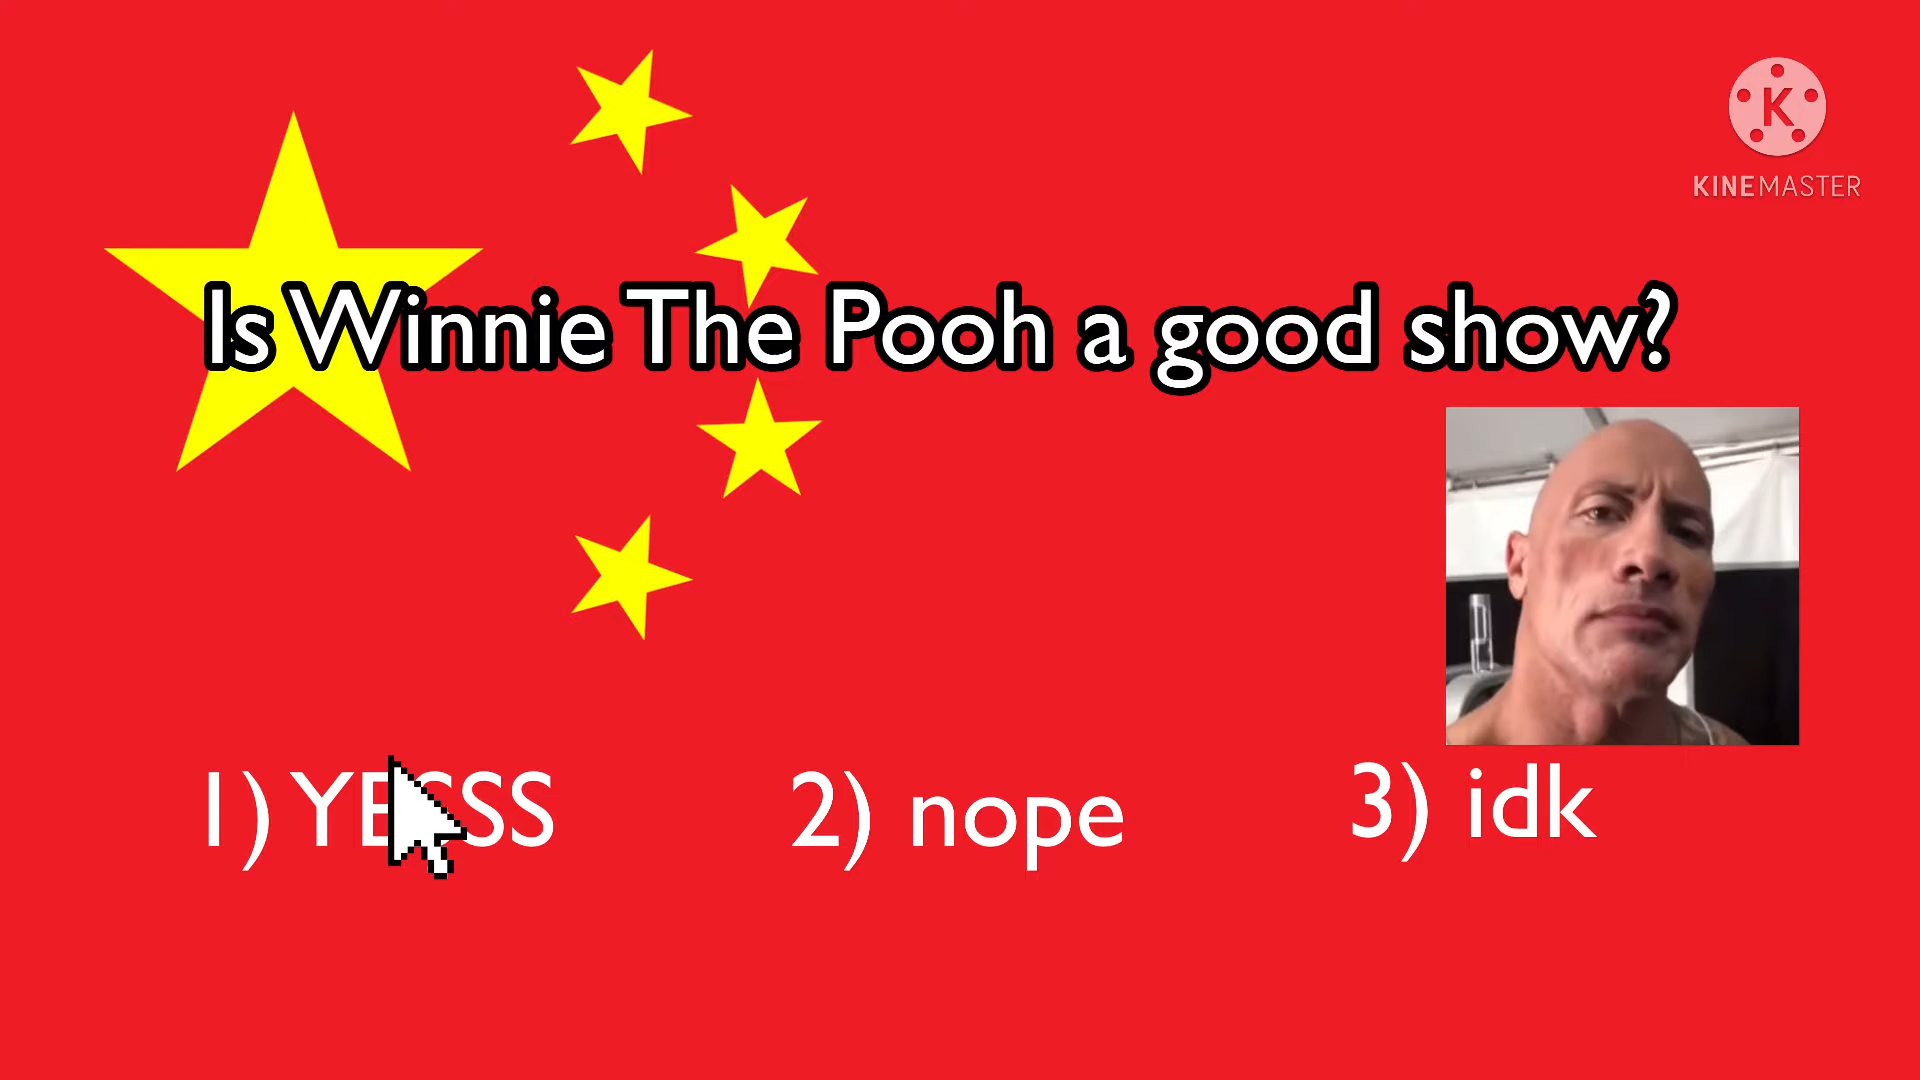 K
KINEMASTER
Is Winnie The Pooh a good show?
1) YESSS
2) nope
3) idk